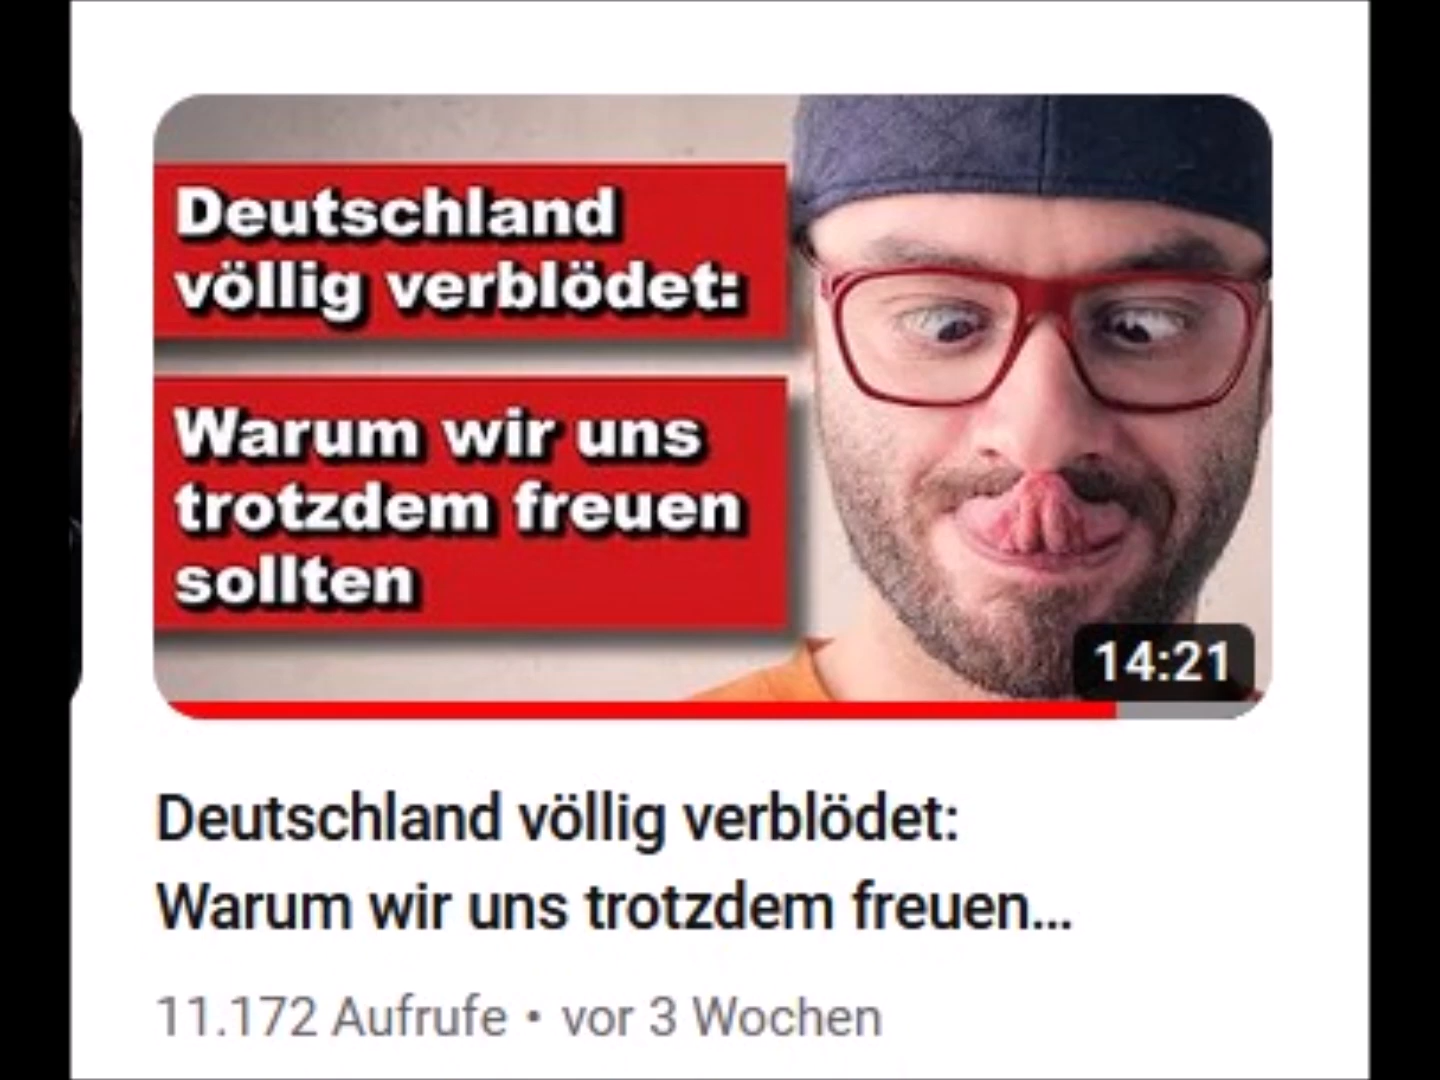 Deutschland
völlig verblödet:
Warum wir uns
trotzdem freuen
sollten
14:21
Deutschland völlig verblödet:
Warum wir uns trotzdem freuen...
11.172 Aufrufe • vor 3 Wochen